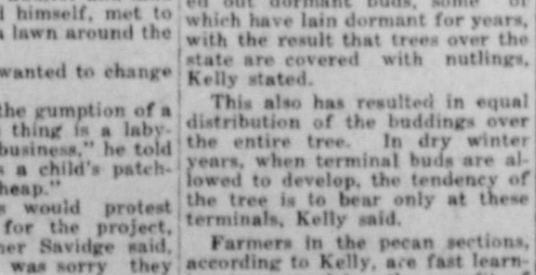 himself, met to
lawn around the
wanted to change
the gumption of a
thing is a laby-
business," he told
a child's patch-
heap."
would protest
for the project,
Savidge said,
was sorry they
out dormant buds, some of
which have lain dormant for years,
with the result that trees over the
state are covered with nutlings,
Kelly stated.
This also has resulted in equal
distribution of the buddings over
the entire tree. In dry winter
years, when terminal buds are al-
lowed to develop, the tendency of
the tree is to bear only at these
terminals, Kelly said.
Farmers in the pecan sections,
according to Kelly, are fast learn-